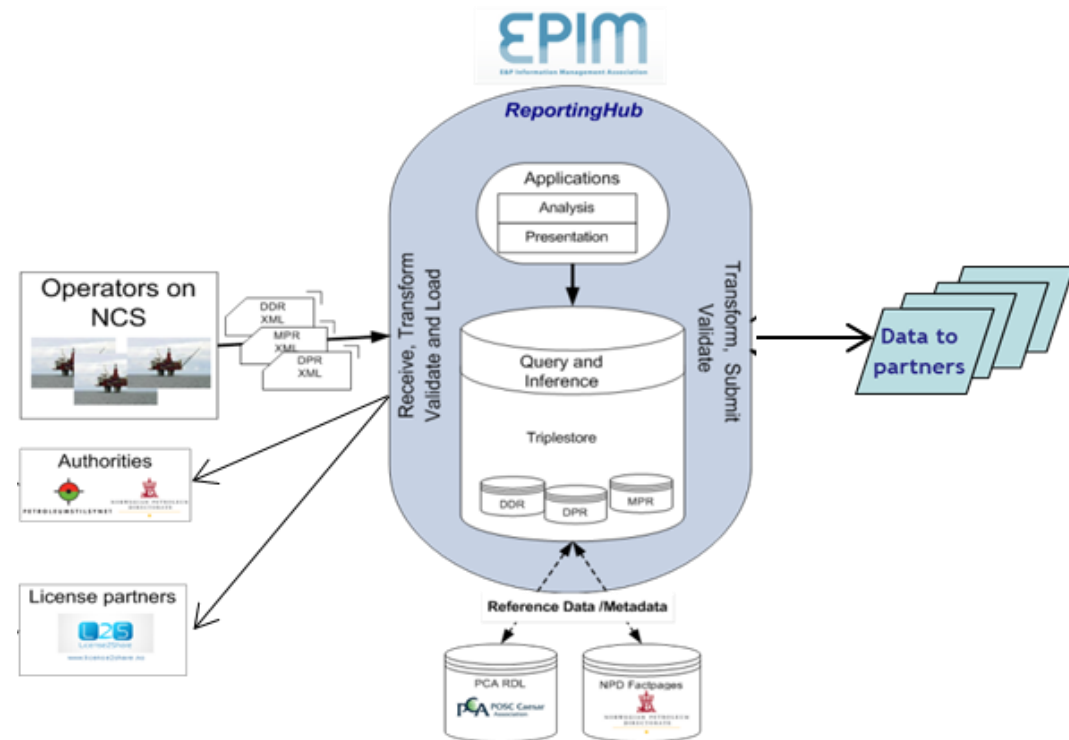 EPIM
E&P Information Management Association
ReportingHub
Applications
Analysis
Presentation
Receive, Transform
Validate and Load
Transform, Submit
Validate
Query and
Inference
Triplestore
DDR
DPR
MPR
Operators on
NCS
DDR
XML
MPR
XML
DPR
XML
Authorities
PETROLEUMSTILSYNET
NORWEGIAN PETROLEUM
DIRECTORATE
License partners
L2S
License2Share
Data to
partners
Reference Data /Metadata
PCA RDL
PCA
POSC Caesar
Association
NPD Factpages
NORWEGIAN PETROLEUM
DIRECTORATE